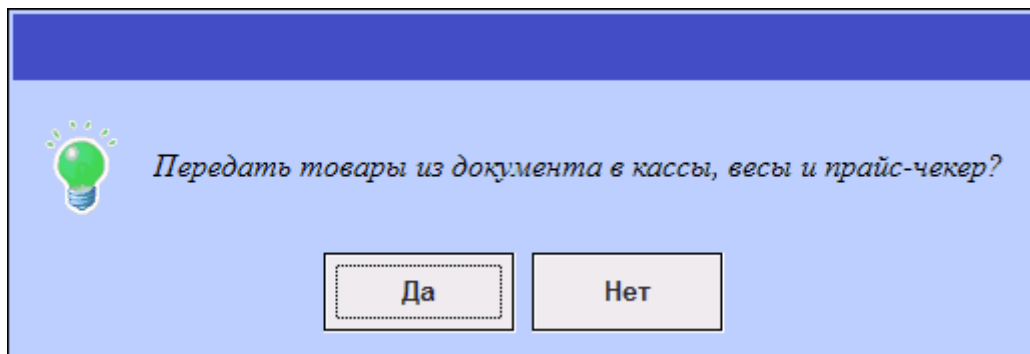 Передать товары из документа в кассы, весы и прайс-чекер?
Да
Нет